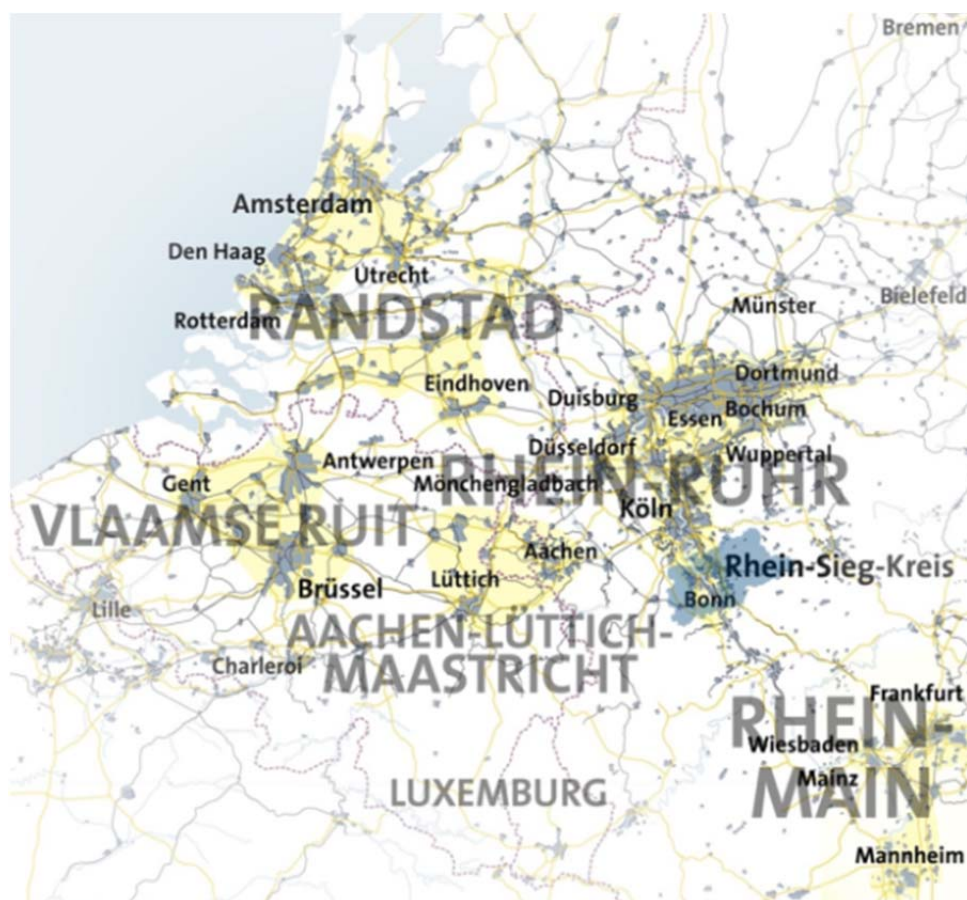 Bremen
Amsterdam
Den Haag
Utrecht
Bielefeld
Münster
Rotterdam
RANDSTAD
Dortmund
Eindhoven
Duisburg
Essen
Bochum
Düsseldorf
Wuppertal
Antwerpen
Gent
Mönchengladbach
RHEIN-RUHR
Köln
VLAAMSE RUIT
Aachen
Rhein-Sieg-Kreis
Lüttich
Brüssel
Bonn
Lille
AACHEN-LÜTTICH-
MAASTRICHT
Charleroi
Frankfurt
RHEIN-
MAIN
Wiesbaden
Mainz
LUXEMBURG
Mannheim